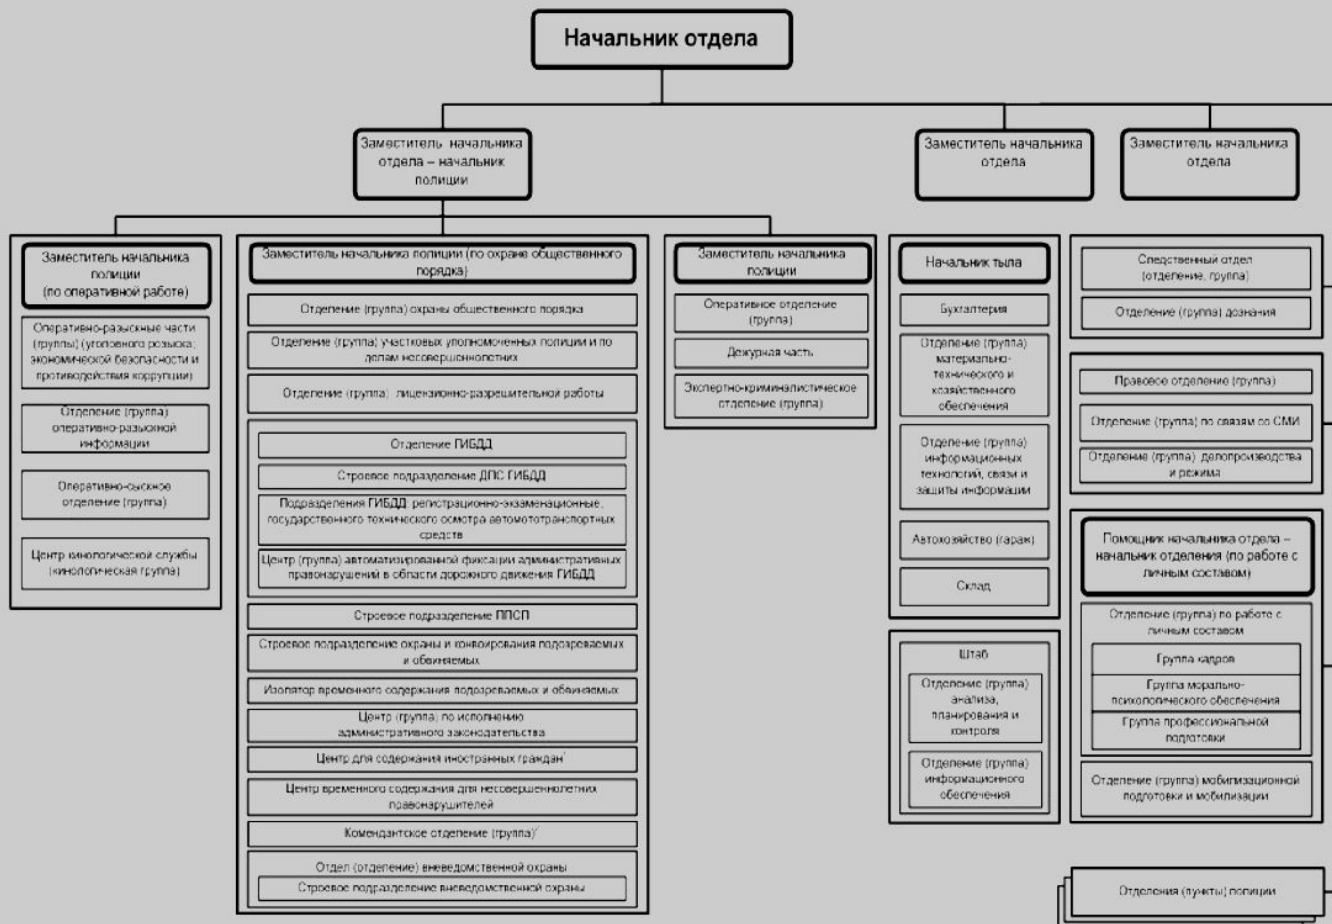 Начальник отдела
Заместитель начальника
отдела – начальник
полиции
Заместитель начальника
отдела
Заместитель начальника
отдела
Заместитель начальника
полиции
(по оперативной работе)
Оперативно-разыскные части
(группы) (уголовного розыска;
экономической безопасности и
противодействия коррупции)
Отделение (группа)
оперативно-разыскной
информации
Оперативно-сыскное
отделение (группа)
Центр кинологической службы
(кинологическая группа)
Заместитель начальника полиции (по охране общественного
порядка)
Отделение (группа) охраны общественного порядка
Отделение (группа) участковых уполномоченных полиции и по
делам несовершеннолетних
Отделение (группа) лицензионно-разрешительной работы
Отделение ГИБДД
Строевое подразделение ДПС ГИБДД
Подразделения ГИБДД: регистрационно-экзаменационные,
государственного технического осмотра автомототранспортных
средств
Центр (группа) автоматизированной фиксации административных
правонарушений в области дорожного движения ГИБДД
Строевое подразделение ППСП
Строевое подразделение охраны и конвоирования подозреваемых
и обвиняемых
Изолятор временного содержания подозреваемых и обвиняемых
Центр (группа) по исполнению
административного законодательства
Центр для содержания иностранных граждан
Центр временного содержания для несовершеннолетних
правонарушителей
Комендантское отделение (группа)
Отдел (отделение) вневедомственной охраны
Строевое подразделение вневедомственной охраны
Заместитель начальника
полиции
Оперативное отделение
(группа)
Дежурная часть
Экспертно-криминалистическое
отделение (группа)
Начальник тыла
Бухгалтерия
Отделение (группа)
материально-
технического и
хозяйственного
обеспечения
Отделение (группа)
информационных
технологий, связи и
защиты информации
Автохозяйство (гараж)
Склад
Штаб
Отделение (группа)
анализа,
планирования и
контроля
Отделение (группа)
информационного
обеспечения
Следственный отдел
(отделение, группа)
Отделение (группа) дознания
Правовое отделение (группа)
Отделение (группа) по связям со СМИ
Отделение (группа) делопроизводства
и режима
Помощник начальника отдела –
начальник отделения (по работе с
личным составом)
Отделение (группа) по работе с
личным составом
Группа кадров
Группа морально-
психологического обеспечения
Группа профессиональной
подготовки
Отделение (группа) мобилизационной
подготовки и мобилизации
Отделения (пункты) полиции